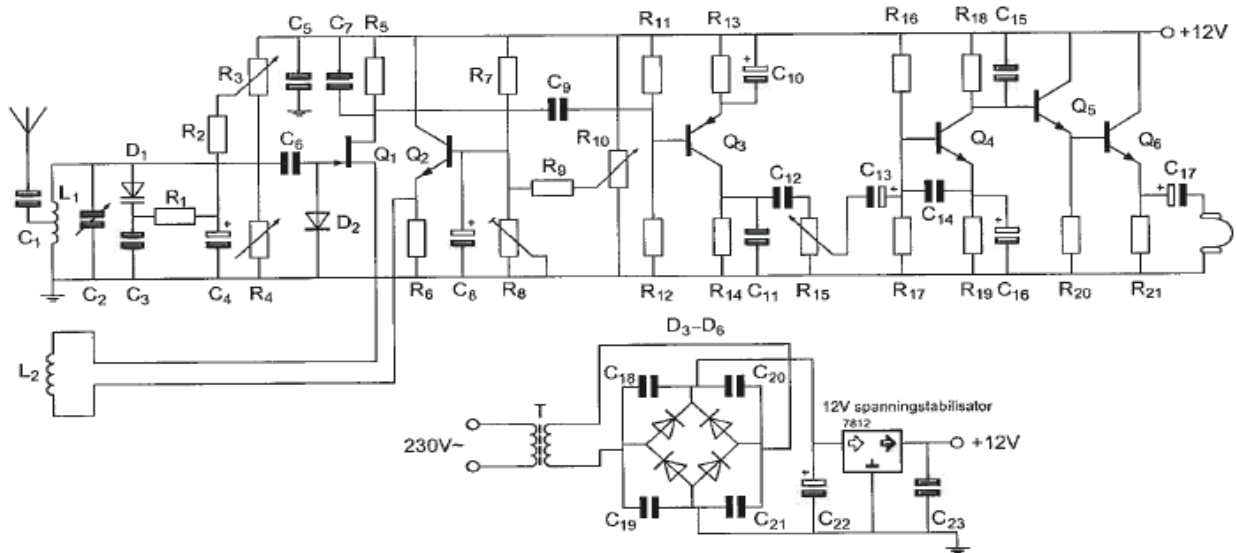 R11 R13 R16 R18 C15
C5 C7 R5 +12V
R3 R7 C10
C9
R2 R10 Q5
C6 Q1 Q2 Q3 Q4 Q6
D1 R9 C12 C13 C17
L1 R1 D2 C14
C1
C2 C3 C4 R4 R6 C8 R8 R12 R14 C11 R15 R17 R19 C16 R20 R21
D3–D6
L2 C18 C20
12V spanningstabilisator
T 7812
230V~ +12V
C19 C21 C22 C23